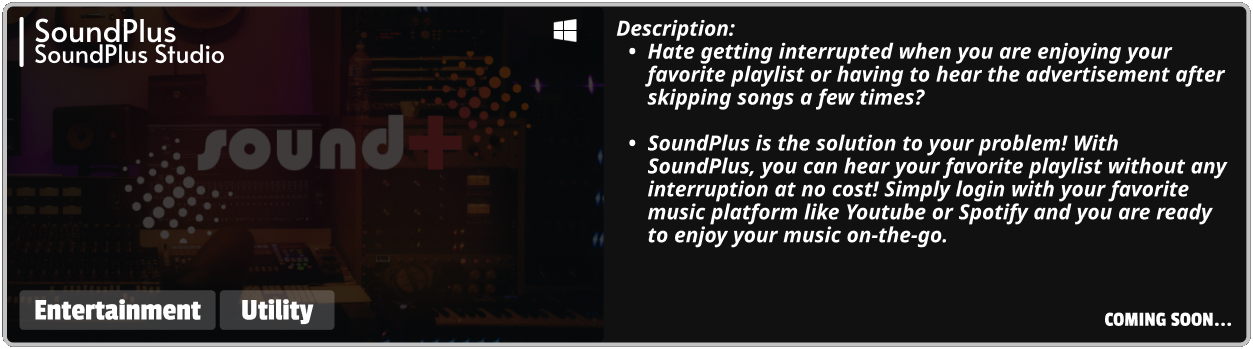 SoundPlus
SoundPlus Studio
sound+
Entertainment
Utility
Description:
• Hate getting interrupted when you are enjoying your
favorite playlist or having to hear the advertisement after
skipping songs a few times?
• SoundPlus is the solution to your problem! With
SoundPlus, you can hear your favorite playlist without any
interruption at no cost! Simply login with your favorite
music platform like Youtube or Spotify and you are ready
to enjoy your music on-the-go.
COMING SOON...